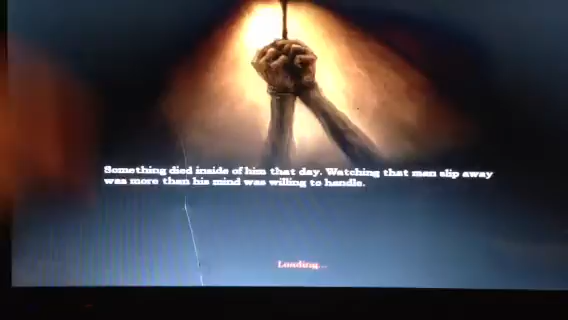 Something died inside of him that day. Watching that man slip away
was more than his mind was willing to handle.
Loading...